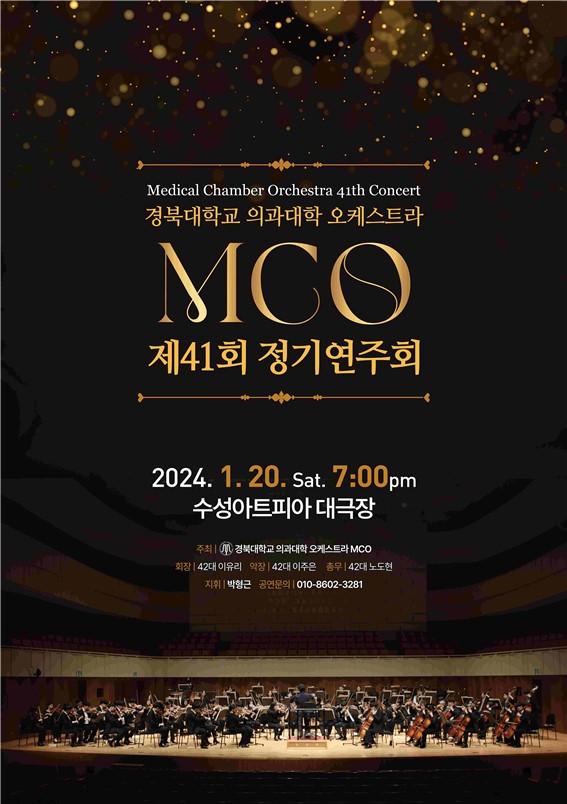 Medical Chamber Orchestra 41th Concert
경북대학교 의과대학 오케스트라
MCO
제41회 정기연주회
2024. 1. 20. Sat. 7:00pm
수성아트피아 대극장
주최 | 경북대학교 의과대학 오케스트라 MCO
회장 | 42대 이유리 악장 | 42대 이주은 총무 | 42대 노도현
지휘 | 박형근 공연문의 | 010-8602-3281